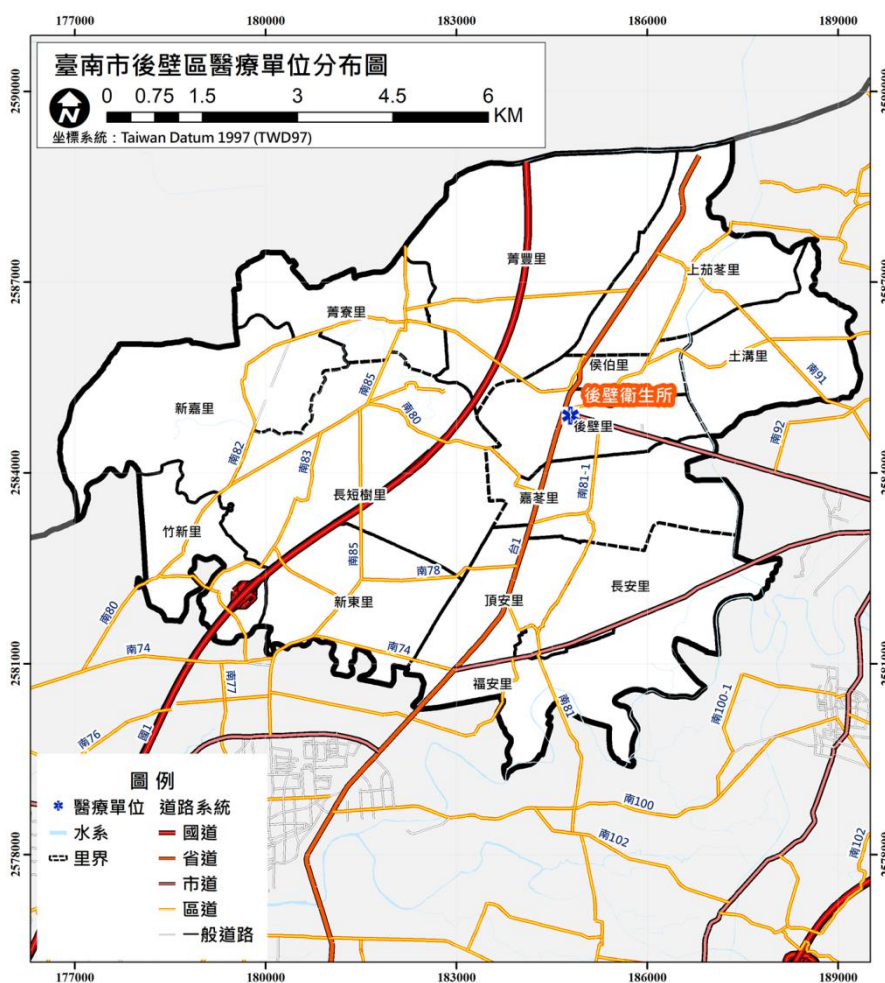 177000 180000 183000 186000 189000
臺南市後壁區醫療單位分布圖
N
0 0.75 1.5 3 4.5 6
KM
坐標系統：Taiwan Datum 1997 (TWD97)
2590000
2587000
2584000
2581000
2578000
菁豐里
上茄苳里
菁寮里
土溝里
侯伯里
南91
南85
後壁衛生所
新嘉里
南80
後壁里
南92
南82
南83
南81-1
長短樹里
嘉苳里
竹新里
南85
台1
南78
長安里
新東里
頂安里
南80
南74
南74
南77
福安里
南81
南100-1
國1
南76
南100
南102
南102
圖例
醫療單位
水系
里界
道路系統
國道
省道
市道
區道
一般道路
177000 180000 183000 186000 189000